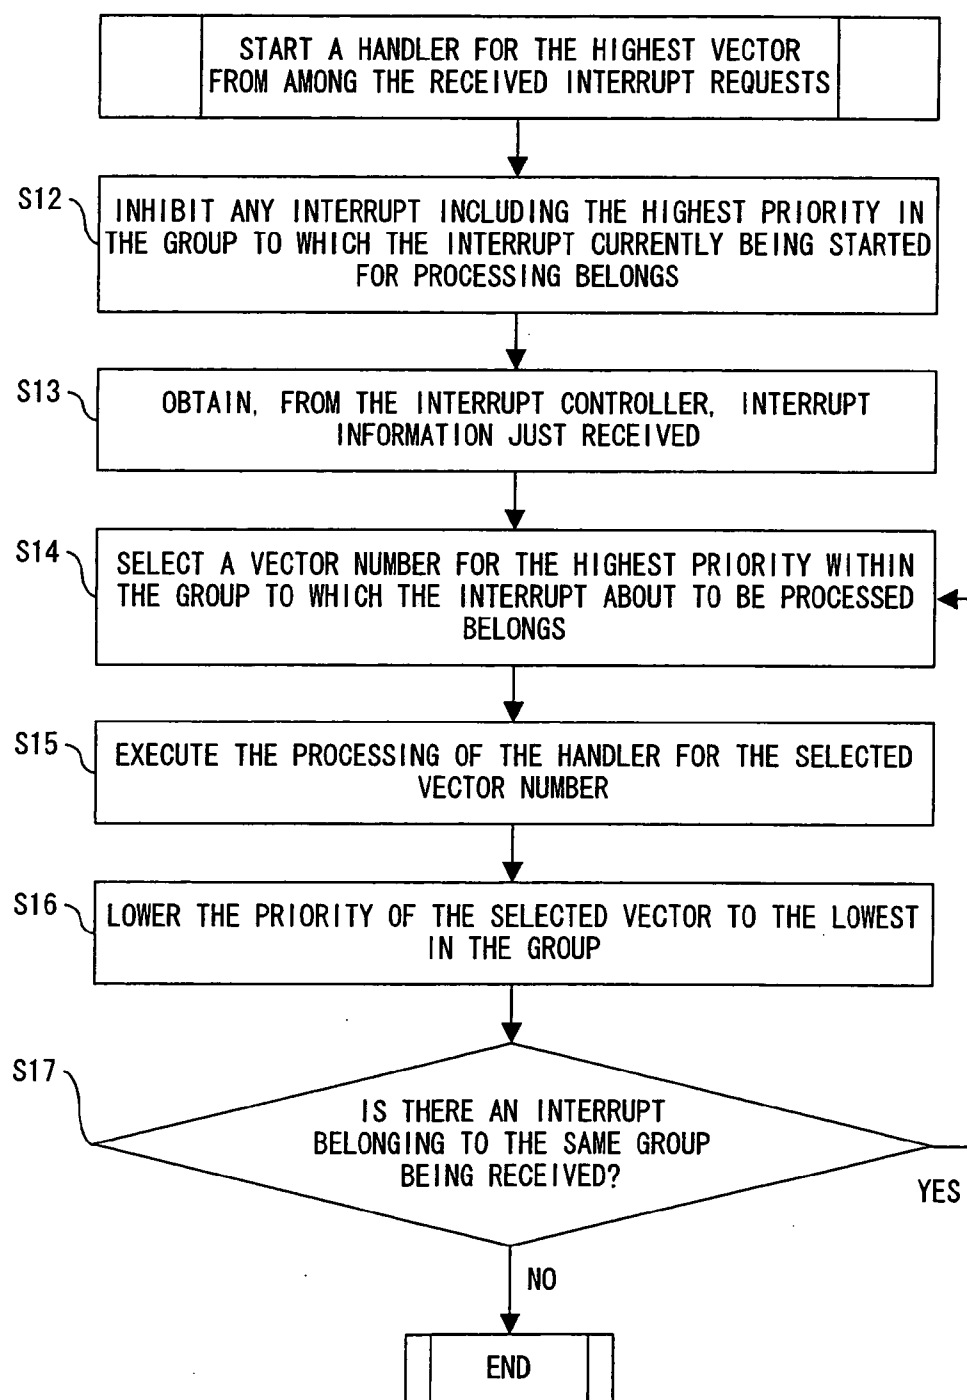 START A HANDLER FOR THE HIGHEST VECTOR
FROM AMONG THE RECEIVED INTERRUPT REQUESTS
S12
INHIBIT ANY INTERRUPT INCLUDING THE HIGHEST PRIORITY IN
THE GROUP TO WHICH THE INTERRUPT CURRENTLY BEING STARTED
FOR PROCESSING BELONGS
S13
OBTAIN, FROM THE INTERRUPT CONTROLLER, INTERRUPT
INFORMATION JUST RECEIVED
S14
SELECT A VECTOR NUMBER FOR THE HIGHEST PRIORITY WITHIN
THE GROUP TO WHICH THE INTERRUPT ABOUT TO BE PROCESSED
BELONGS
S15
EXECUTE THE PROCESSING OF THE HANDLER FOR THE SELECTED
VECTOR NUMBER
S16
LOWER THE PRIORITY OF THE SELECTED VECTOR TO THE LOWEST
IN THE GROUP
S17
IS THERE AN INTERRUPT
BELONGING TO THE SAME GROUP
BEING RECEIVED?
YES
NO
END